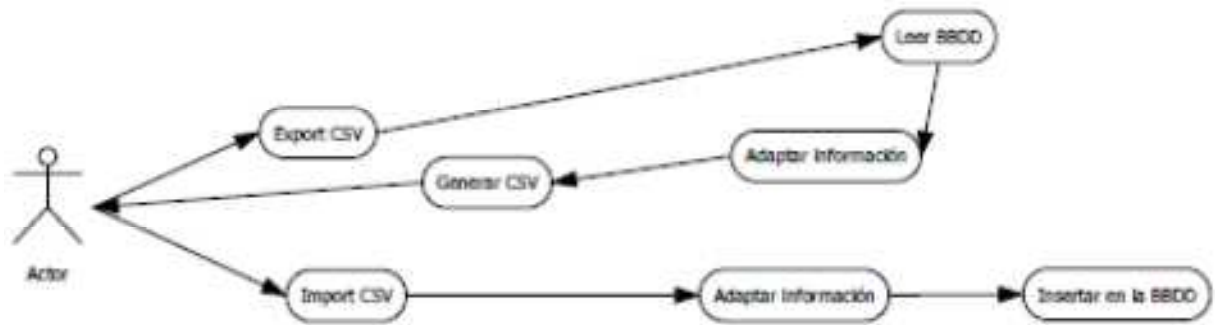 Leer BBDD
Export CSV
Adaptar Información
Generar CSV
Actor
Import CSV
Adaptar Información
Insertar en la BBDD